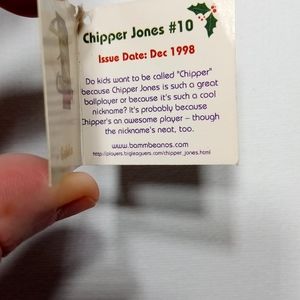 Chipper Jones #10
Issue Date: Dec 1998
Do kids want to be called "Chipper"
because Chipper Jones is such a great
ballplayer or because it's such a cool
nickname? It's probably because
Chipper's an awesome player – though
the nickname's neat, too.
www.bammbeanos.com
http://players.bigleaguers.com/chipper_jones.html